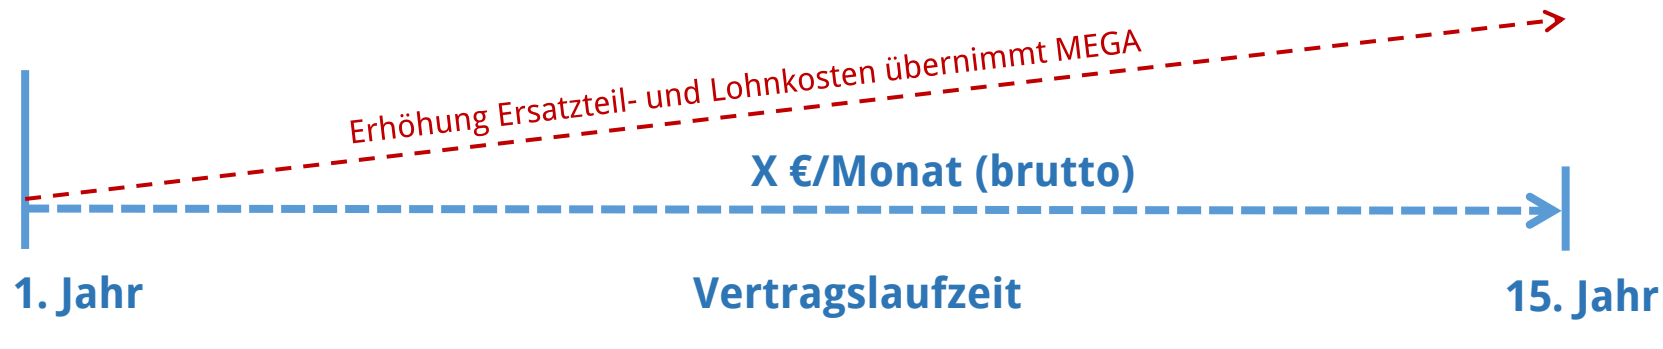 Erhöhung Ersatzteil- und Lohnkosten übernimmt MEGA
X €/Monat (brutto)
1. Jahr
Vertragslaufzeit
15. Jahr